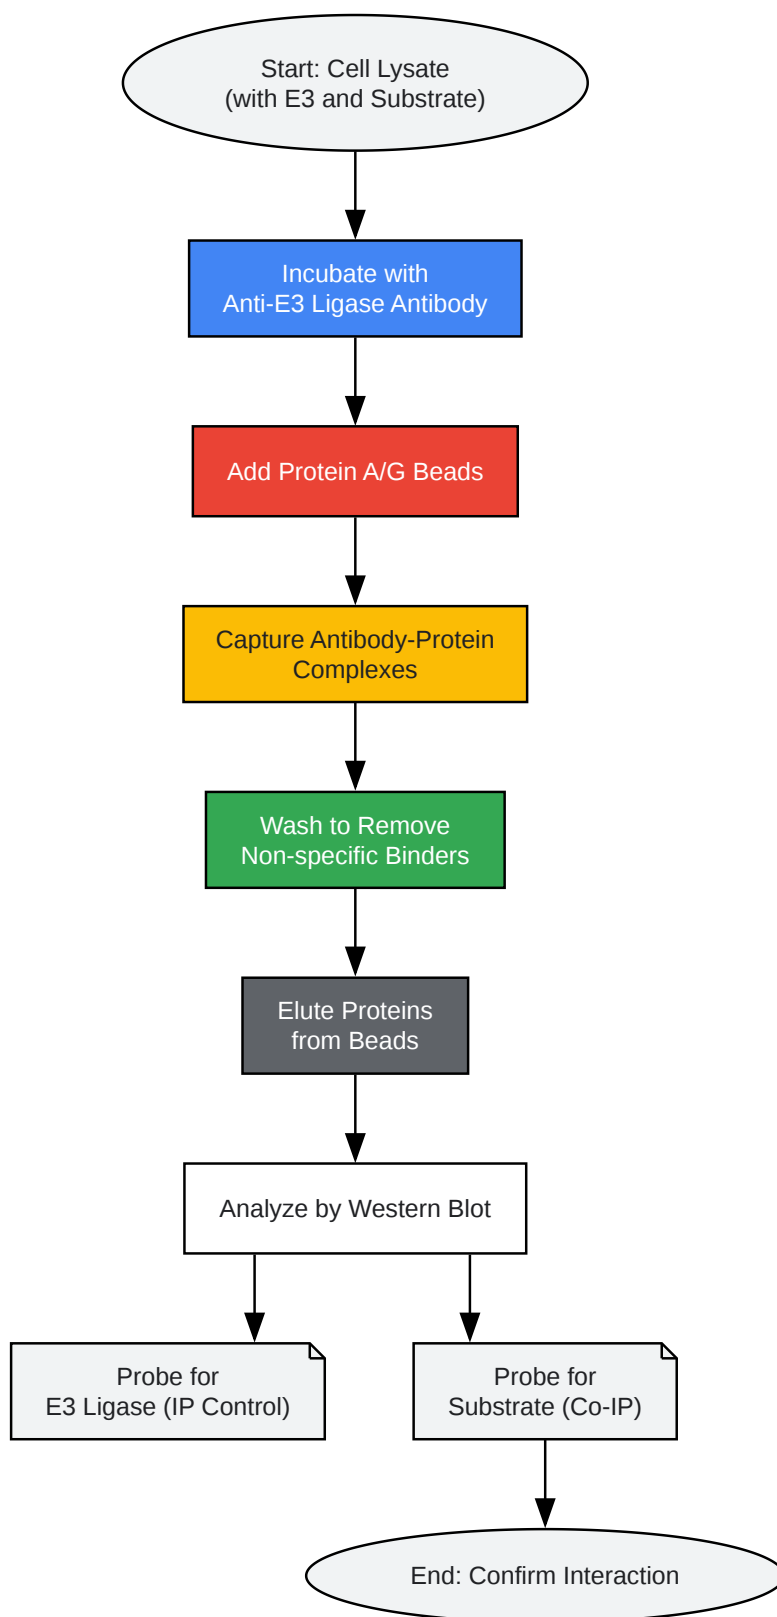 Start: Cell Lysate
(with E3 and Substrate)
Incubate with
Anti-E3 Ligase Antibody
Add Protein A/G Beads
Capture Antibody-Protein
Complexes
Wash to Remove
Non-specific Binders
Elute Proteins
from Beads
Analyze by Western Blot
Probe for
E3 Ligase (IP Control)
Probe for
Substrate (Co-IP)
End: Confirm Interaction